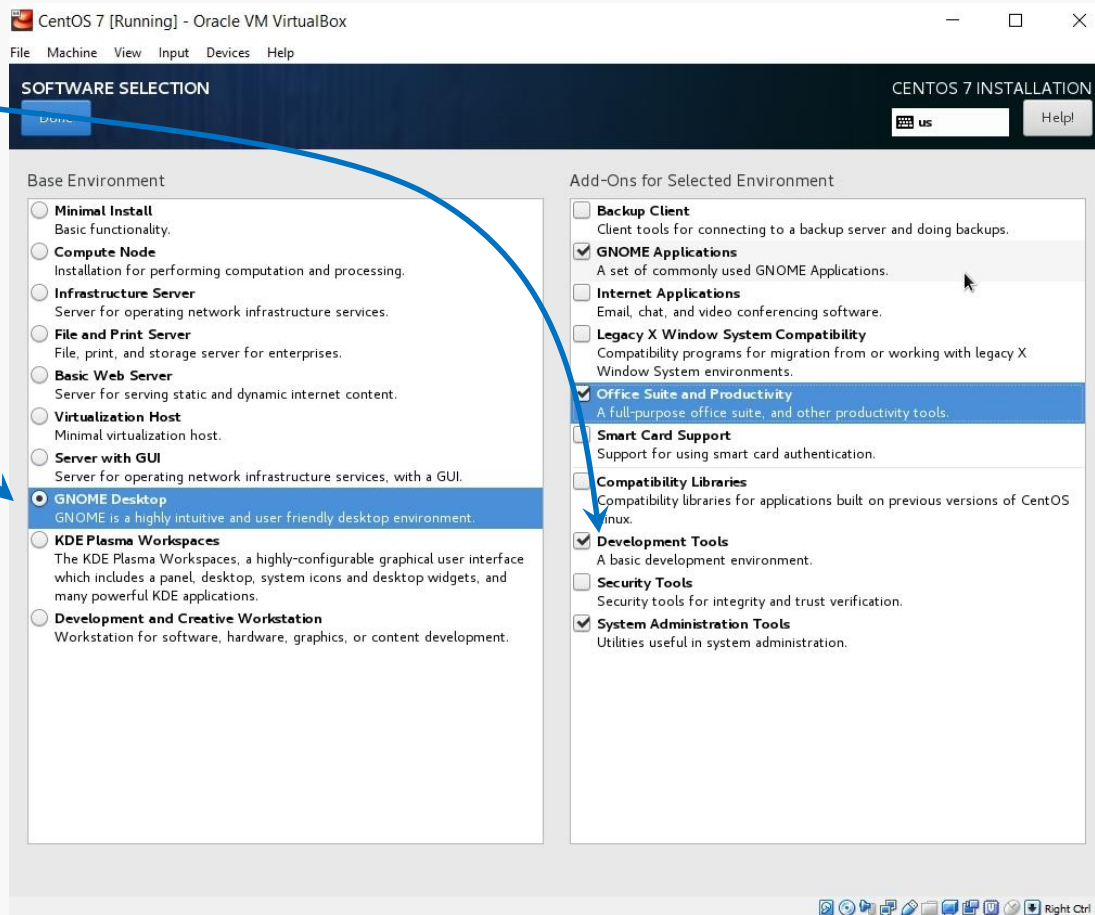 CentOS 7 [Running] - Oracle VM VirtualBox
File Machine View Input Devices Help
SOFTWARE SELECTION
CENTOS 7 INSTALLATION
Done
us
Help!
Base Environment
Minimal Install
Basic functionality.
Compute Node
Installation for performing computation and processing.
Infrastructure Server
Server for operating network infrastructure services.
File and Print Server
File, print, and storage server for enterprises.
Basic Web Server
Server for serving static and dynamic internet content.
Virtualization Host
Minimal virtualization host.
Server with GUI
Server for operating network infrastructure services, with a GUI.
GNOME Desktop
GNOME is a highly intuitive and user friendly desktop environment.
KDE Plasma Workspaces
The KDE Plasma Workspaces, a highly-configurable graphical user interface
which includes a panel, desktop, system icons and desktop widgets, and
many powerful KDE applications.
Development and Creative Workstation
Workstation for software, hardware, graphics, or content development.
Add-Ons for Selected Environment
Backup Client
Client tools for connecting to a backup server and doing backups.
GNOME Applications
A set of commonly used GNOME Applications.
Internet Applications
Email, chat, and video conferencing software.
Legacy X Window System Compatibility
Compatibility programs for migration from or working with legacy X
Window System environments.
Office Suite and Productivity
A full-purpose office suite, and other productivity tools.
Smart Card Support
Support for using smart card authentication.
Compatibility Libraries
Compatibility libraries for applications built on previous versions of CentOS
Linux.
Development Tools
A basic development environment.
Security Tools
Security tools for integrity and trust verification.
System Administration Tools
Utilities useful in system administration.
Right Ctrl